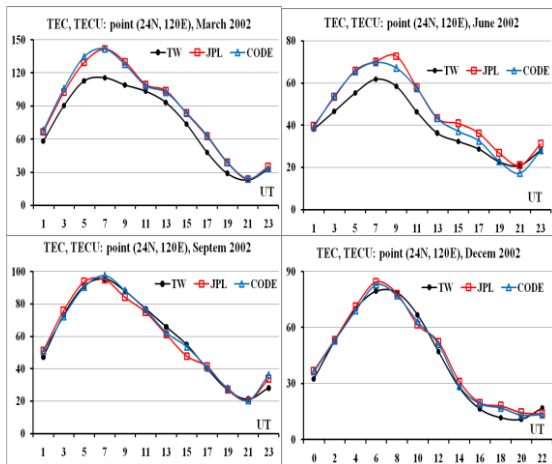 TEC, TECU: point (24N, 120E), March 2002
TW JPL CODE
150
120
90
60
30
0
UT
1 3 5 7 9 11 13 15 17 19 21 23
TEC, TECU: point (24N, 120E), June 2002
TW JPL CODE
80
60
40
20
0
UT
1 3 5 7 9 11 13 15 17 19 21 23
TEC, TECU: point (24N, 120E), Septem 2002
TW JPL CODE
100
80
60
40
20
0
UT
1 3 5 7 9 11 13 15 17 19 21 23
TEC, TECU: point (24N, 120E), Decem 2002
TW JPL CODE
90
60
30
0
UT
0 2 4 6 8 10 12 14 16 18 20 22